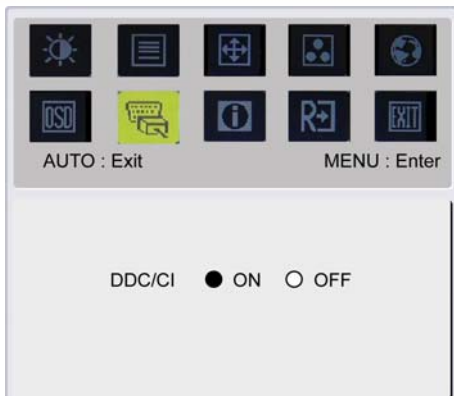 OSD
R
EXIT
AUTO : Exit
MENU : Enter
DDC/CI ON OFF